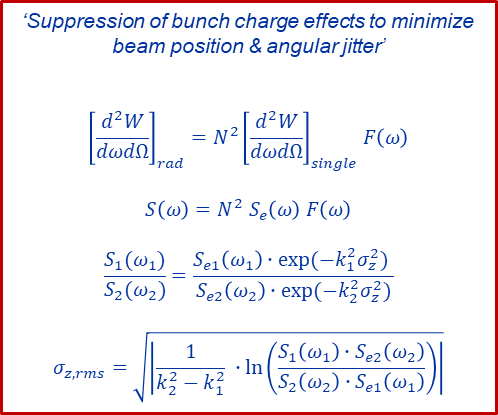 ‘Suppression of bunch charge effects to minimize
beam position & angular jitter’
[d²W/dωdΩ]_rad = N² [d²W/dωdΩ]_single F(ω)
S(ω) = N² S_e(ω) F(ω)
S₁(ω₁)/S₂(ω₂) = S_e1(ω₁)·exp(−k₁²σ_z²)/S_e2(ω₂)·exp(−k₂²σ_z²)
σ_z,rms = √|1/(k₂² − k₁²) · ln(S₁(ω₁)·S_e2(ω₂)/S₂(ω₂)·S_e1(ω₁))|